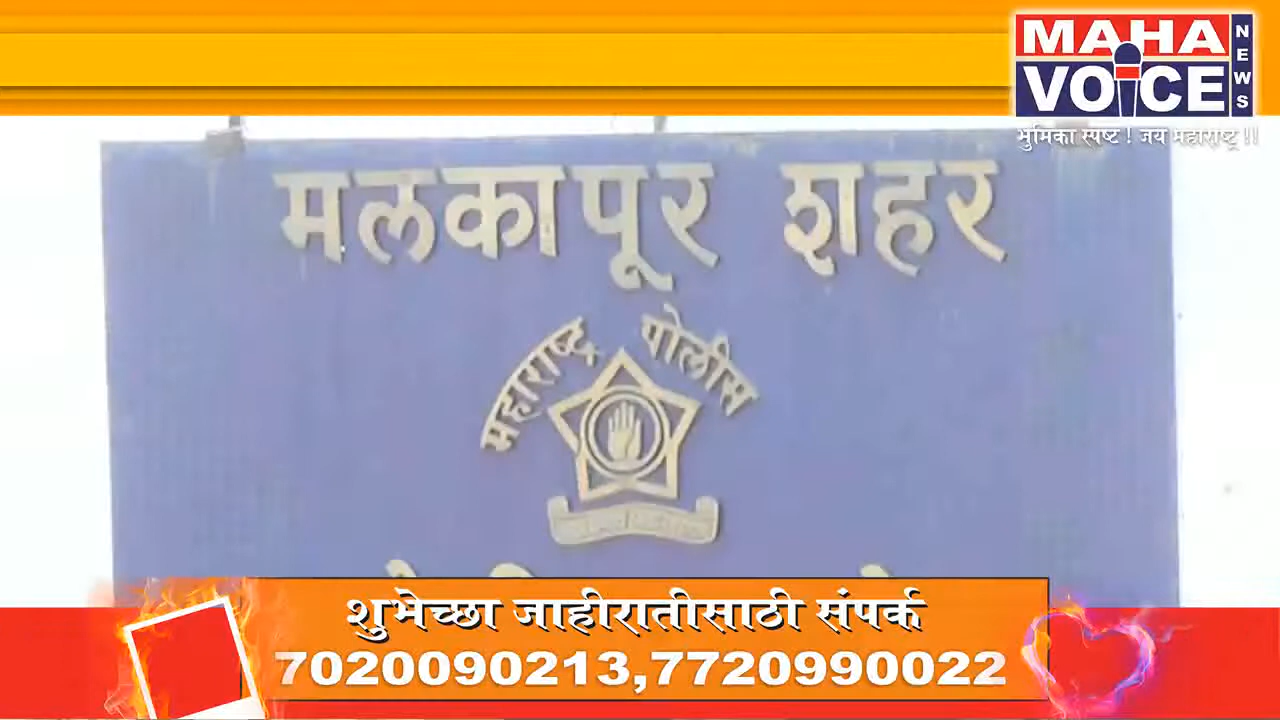 MAHA
VOICE
NEWS
भुमिका स्पष्ट ! जय महाराष्ट्र !!
मलकापूर शहर
महाराष्ट्र पोलीस
शुभेच्छा जाहीरातीसाठी संपर्क
7020090213,7720990022